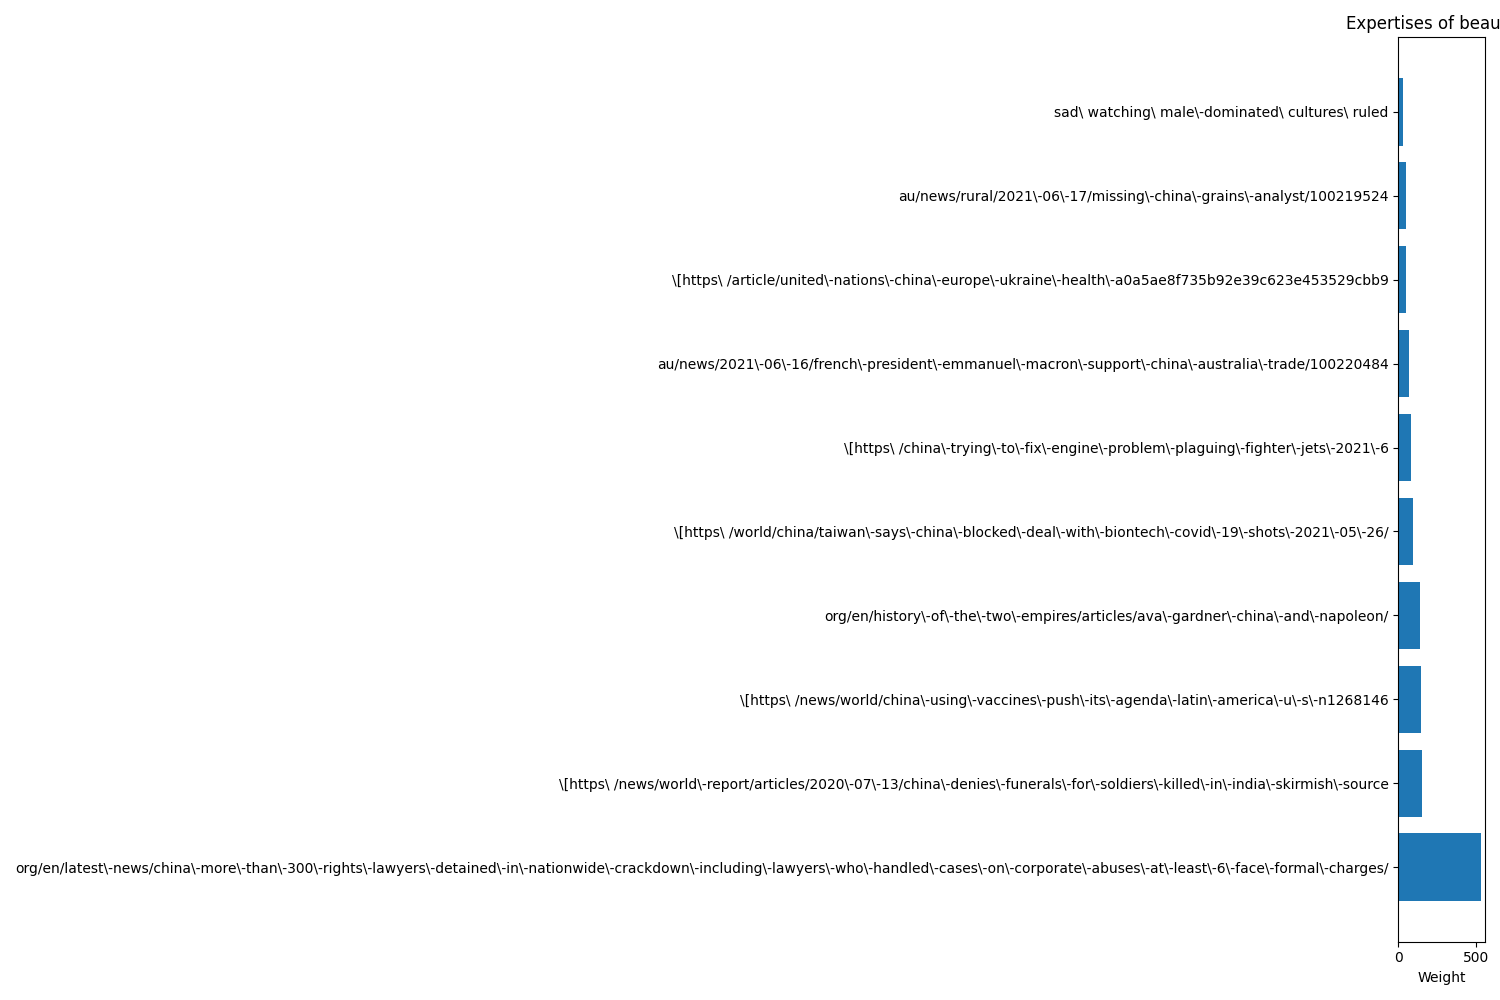 Expertises of beau
sad\ watching\ male\-dominated\ cultures\ ruled
au/news/rural/2021\-06\-17/missing\-china\-grains\-analyst/100219524
\[https\ /article/united\-nations\-china\-europe\-ukraine\-health\-a0a5ae8f735b92e39c623e453529cbb9
au/news/2021\-06\-16/french\-president\-emmanuel\-macron\-support\-china\-australia\-trade/100220484
\[https\ /china\-trying\-to\-fix\-engine\-problem\-plaguing\-fighter\-jets\-2021\-6
\[https\ /world/china/taiwan\-says\-china\-blocked\-deal\-with\-biontech\-covid\-19\-shots\-2021\-05\-26/
org/en/history\-of\-the\-two\-empires/articles/ava\-gardner\-china\-and\-napoleon/
\[https\ /news/world/china\-using\-vaccines\-push\-its\-agenda\-latin\-america\-u\-s\-n1268146
\[https\ /news/world\-report/articles/2020\-07\-13/china\-denies\-funerals\-for\-soldiers\-killed\-in\-india\-skirmish\-source
org/en/latest\-news/china\-more\-than\-300\-rights\-lawyers\-detained\-in\-nationwide\-crackdown\-including\-lawyers\-who\-handled\-cases\-on\-corporate\-abuses\-at\-least\-6\-face\-formal\-charges/
0 500
Weight